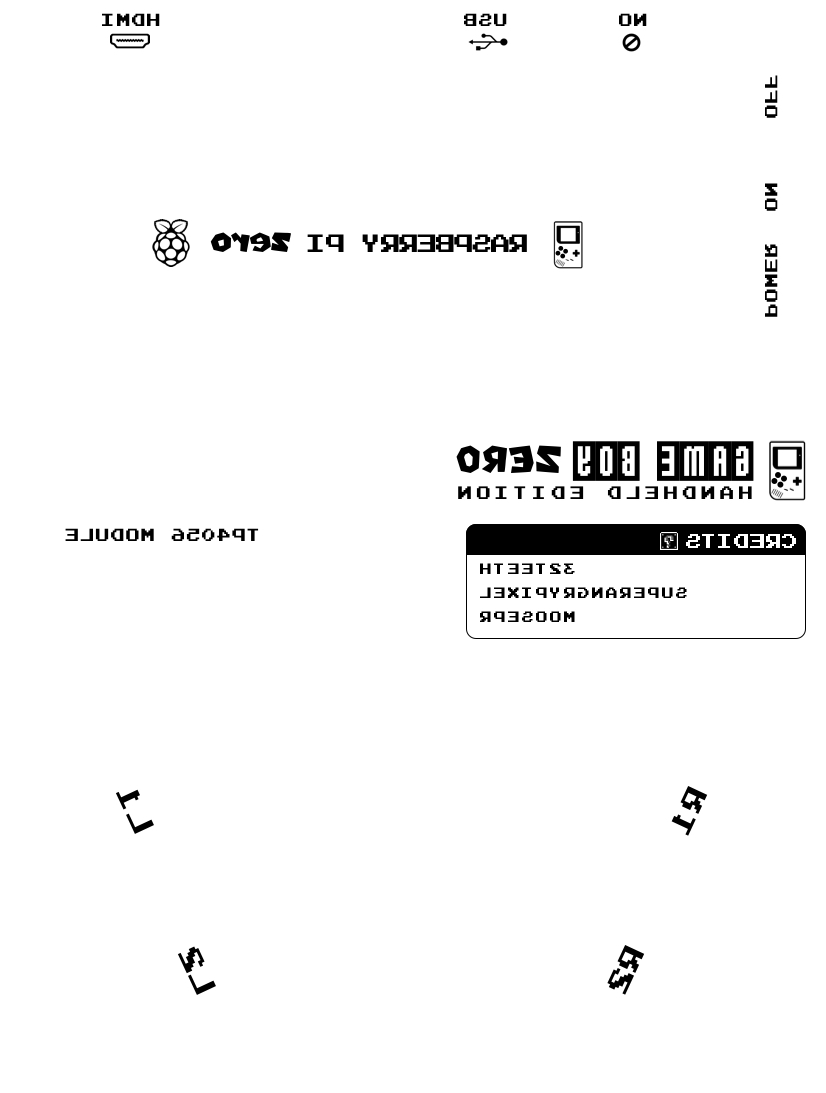 HDMI
USB
NO
OFF
ON
POWER
RASPBERRY PI zero
GAME BOY ZERO
HANDHELD EDITION
TP4056 MODULE
CREDITS
32TEETH
SUPERANGRYPIXEL
MOOSEPR
L1
R1
L2
R2